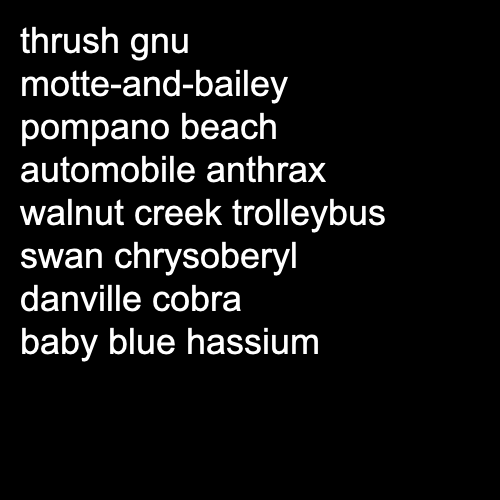 thrush gnu
motte-and-bailey
pompano beach
automobile anthrax
walnut creek trolleybus
swan chrysoberyl
danville cobra
baby blue hassium